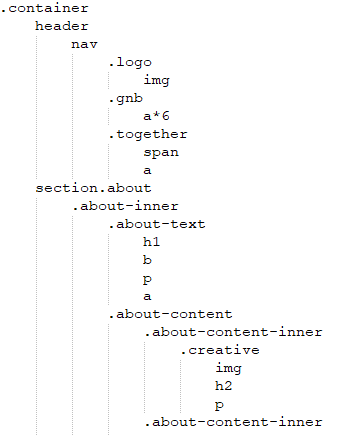 .container
header
nav
.logo
img
.gnb
a*6
.together
span
a
section.about
.about-inner
.about-text
h1
b
p
a
.about-content
.about-content-inner
.creative
img
h2
p
.about-content-inner